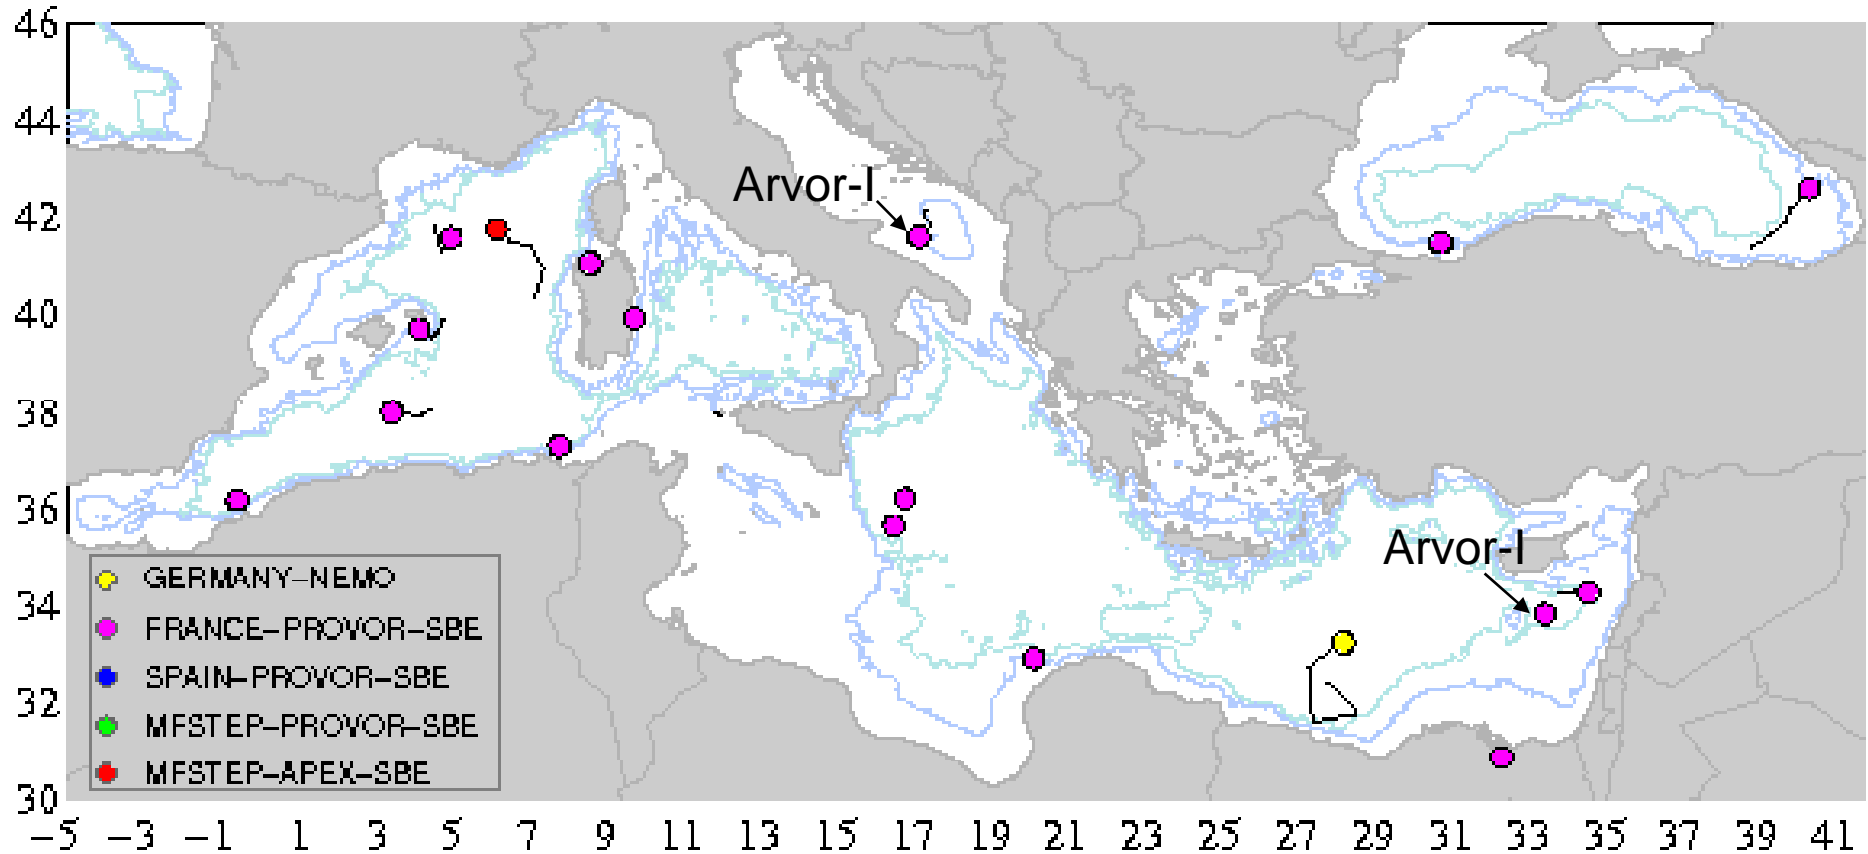 46
44
42
40
38
36
34
32
30
Arvor-I
Arvor-I
GERMANY-NEMO
FRANCE-PROVOR-SBE
SPAIN-PROVOR-SBE
MFSTEP-PROVOR-SBE
MFSTEP-APEX-SBE
-5 -3 -1 1 3 5 7 9 11 13 15 17 19 21 23 25 27 29 31 33 35 37 39 41